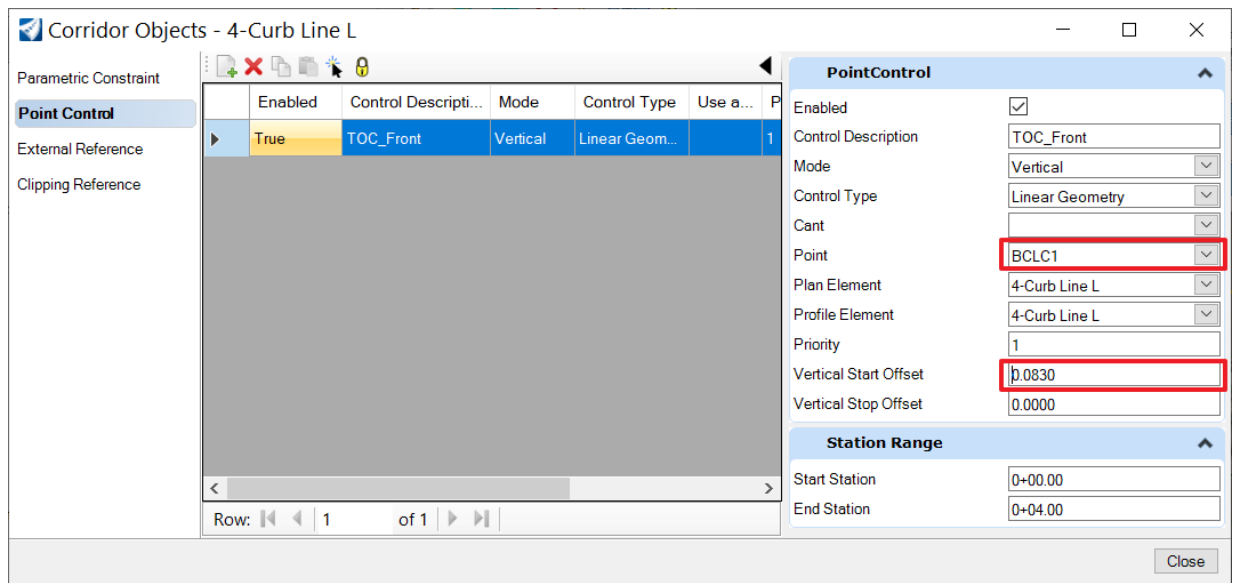 Corridor Objects - 4-Curb Line L
Parametric Constraint
Point Control
External Reference
Clipping Reference
Enabled Control Descripti... Mode Control Type Use a... P
True TOC_Front Vertical Linear Geom... 1
Row: 1 of 1
PointControl
Enabled
Control Description TOC_Front
Mode Vertical
Control Type Linear Geometry
Cant
Point BCLC1
Plan Element 4-Curb Line L
Profile Element 4-Curb Line L
Priority 1
Vertical Start Offset 0.0830
Vertical Stop Offset 0.0000
Station Range
Start Station 0+00.00
End Station 0+04.00
Close